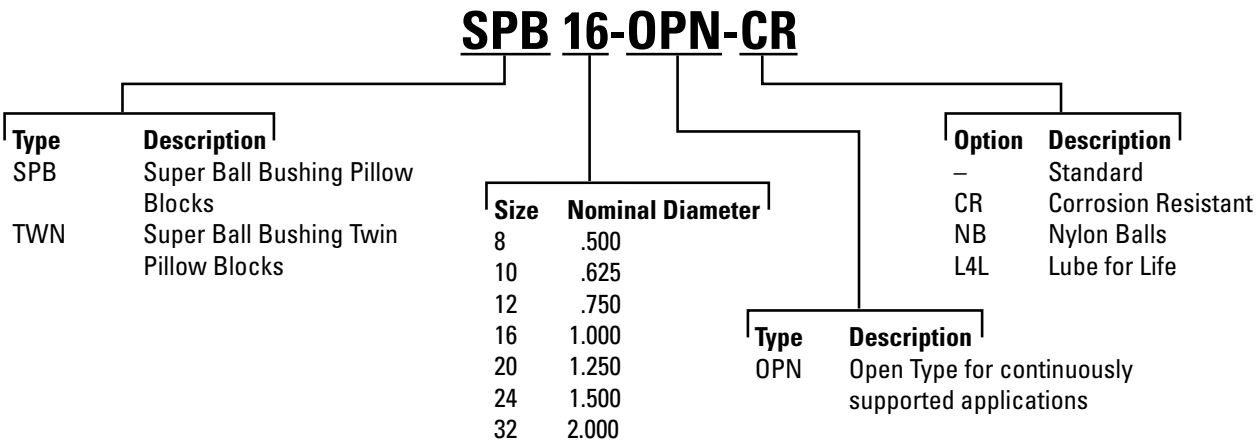 SPB 16-OPN-CR
Type Description
SPB Super Ball Bushing Pillow
Blocks
TWN Super Ball Bushing Twin
Pillow Blocks
Size Nominal Diameter
8 .500
10 .625
12 .750
16 1.000
20 1.250
24 1.500
32 2.000
Type Description
OPN Open Type for continuously
supported applications
Option Description
– Standard
CR Corrosion Resistant
NB Nylon Balls
L4L Lube for Life